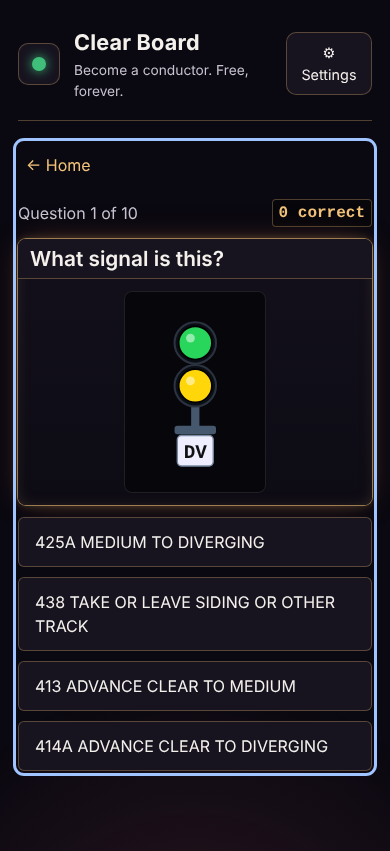 Clear Board
Become a conductor. Free,
forever.
⚙
Settings
← Home
Question 1 of 10
0 correct
What signal is this?
DV
425A MEDIUM TO DIVERGING
438 TAKE OR LEAVE SIDING OR OTHER
TRACK
413 ADVANCE CLEAR TO MEDIUM
414A ADVANCE CLEAR TO DIVERGING